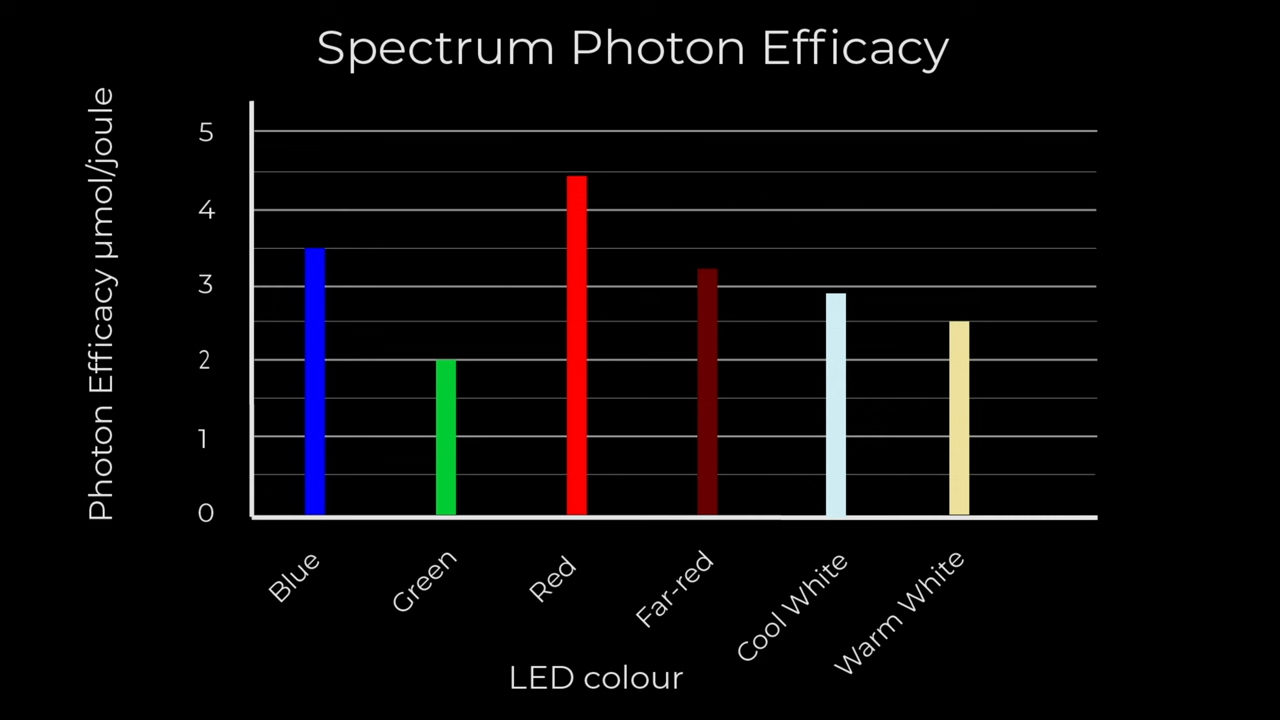 Spectrum Photon Efficacy
Photon Efficacy µmol/joule
5
4
3
2
1
0
Blue
Green
Red
Far-red
Cool White
Warm White
LED colour